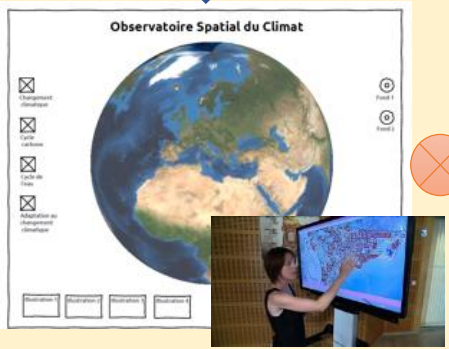 Observatoire Spatial du Climat
Changement
climatique
Cycle
carbone
Cycle de
l'eau
Adaptation au
changement
climatique
Fond 1
Fond 2
Illustration 1
Illustration 2
Illustration 3
Illustration 4